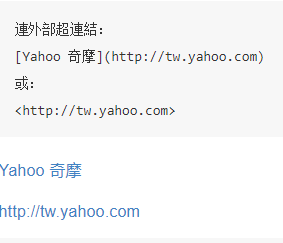 連外部超連結:
[Yahoo 奇摩](http://tw.yahoo.com)
或:
<http://tw.yahoo.com>
Yahoo 奇摩
http://tw.yahoo.com